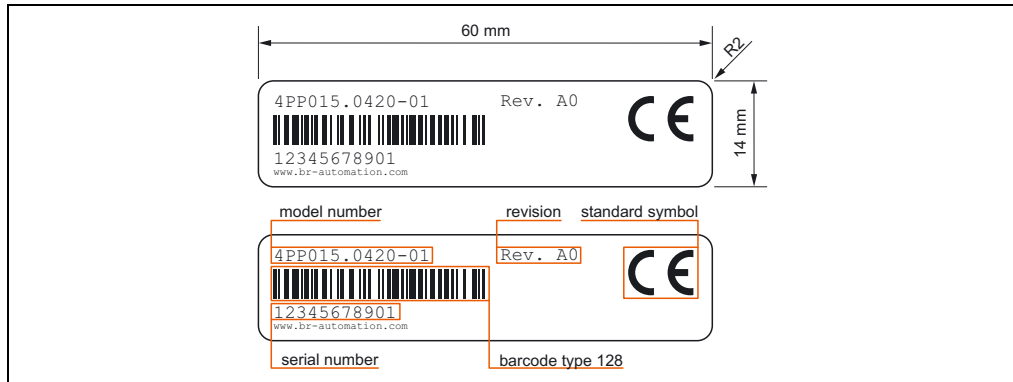 60 mm
R2
4PP015.0420-01 Rev. A0 CE
14 mm
12345678901
www.br-automation.com
model number revision standard symbol
4PP015.0420-01 Rev. A0 CE
12345678901
www.br-automation.com
serial number barcode type 128